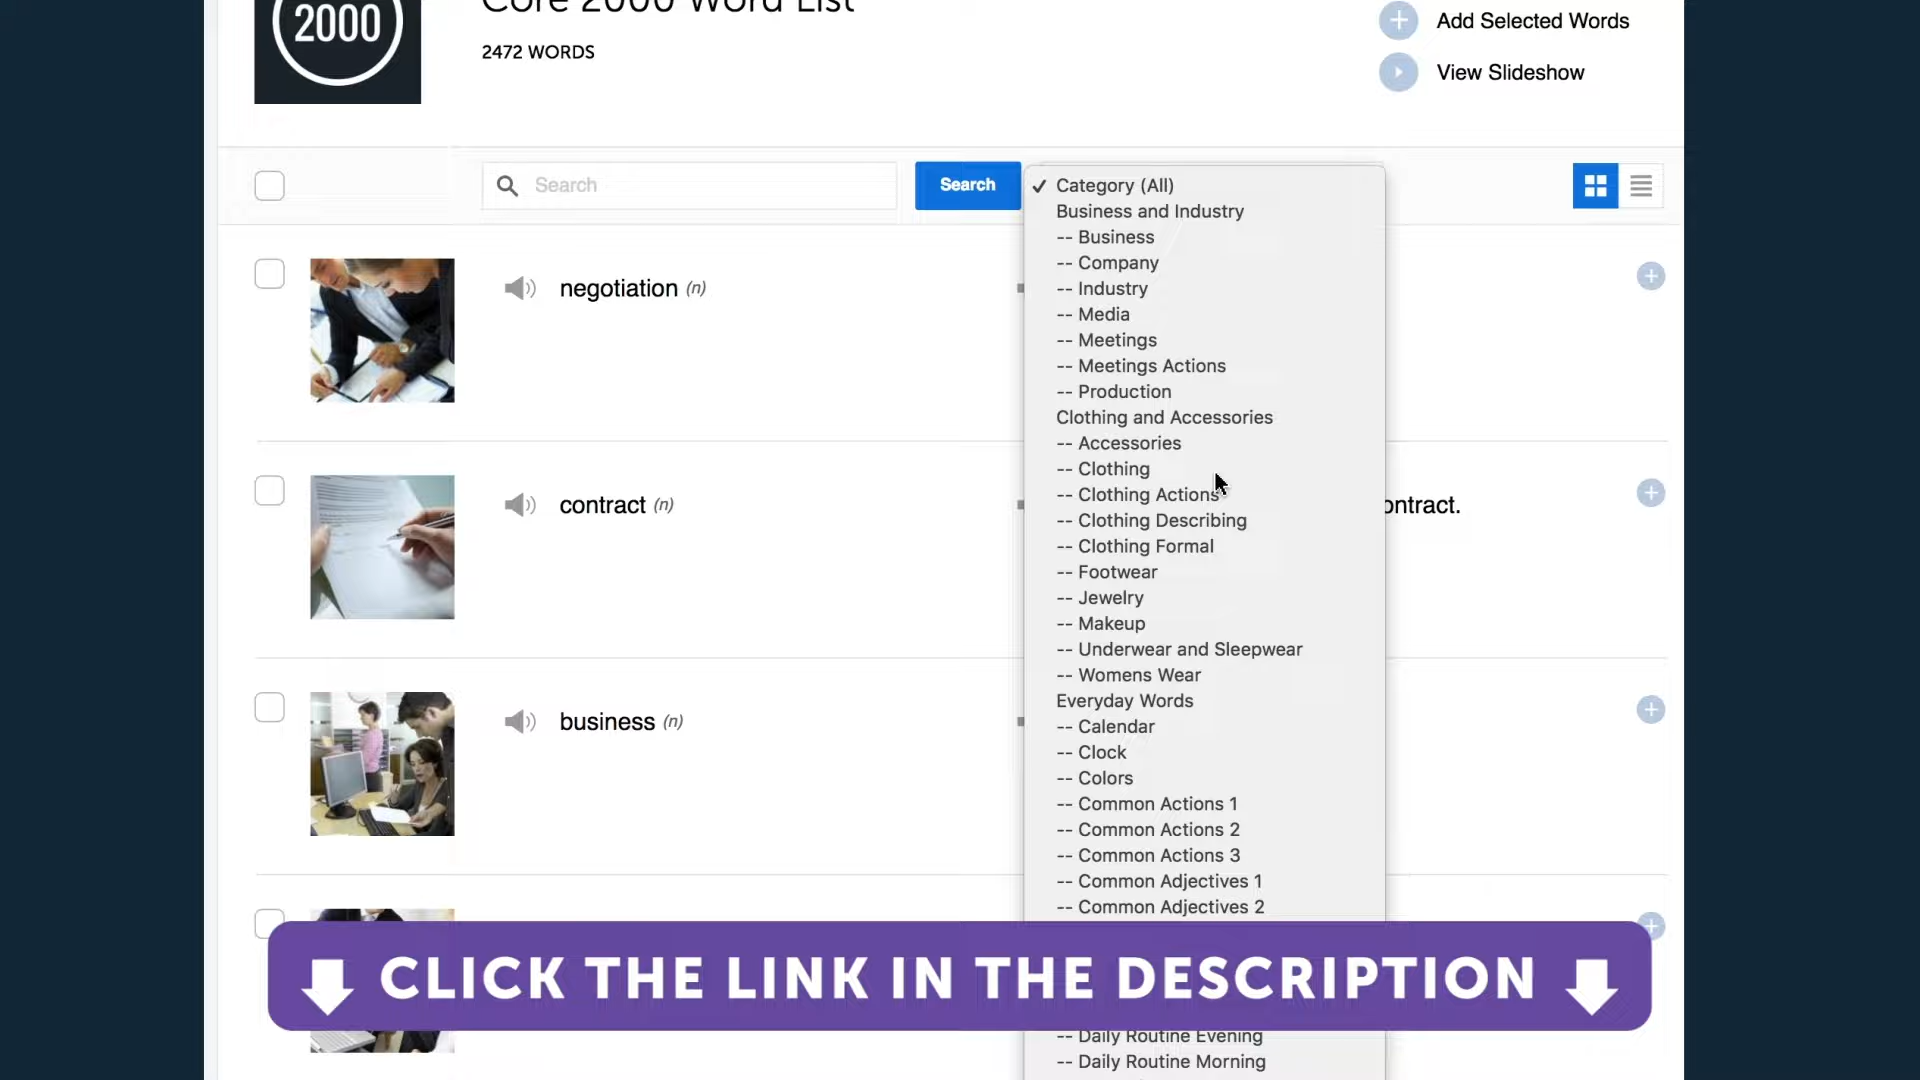 2000
Core 2000 Word List
2472 WORDS
Add Selected Words
View Slideshow
Search
Search
✓ Category (All)
Business and Industry
-- Business
-- Company
-- Industry
-- Media
-- Meetings
-- Meetings Actions
-- Production
Clothing and Accessories
-- Accessories
-- Clothing
-- Clothing Actions
-- Clothing Describing
-- Clothing Formal
-- Footwear
-- Jewelry
-- Makeup
-- Underwear and Sleepwear
-- Womens Wear
Everyday Words
-- Calendar
-- Clock
-- Colors
-- Common Actions 1
-- Common Actions 2
-- Common Actions 3
-- Common Adjectives 1
-- Common Adjectives 2
-- Daily Routine Evening
-- Daily Routine Morning
negotiation (n)
contract (n)
ontract.
business (n)
CLICK THE LINK IN THE DESCRIPTION